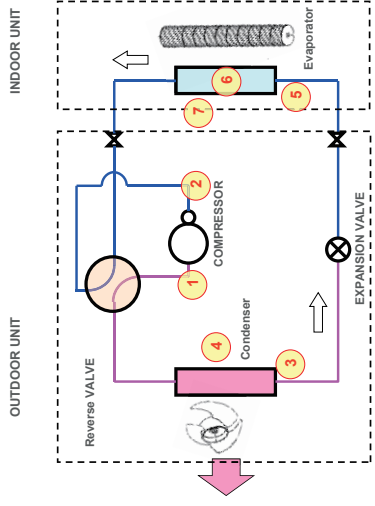 INDOOR UNIT
Evaporator
6
5
7
2
COMPRESSOR
1
EXPANSION VALVE
OUTDOOR UNIT
4
Condenser
3
Reverse VALVE